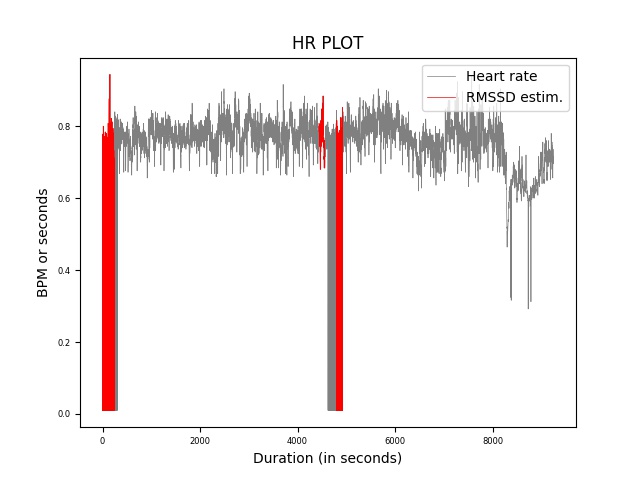 HR PLOT
Heart rate
RMSSD estim.
BPM or seconds
0.8
0.6
0.4
0.2
0.0
0
2000
4000
6000
8000
Duration (in seconds)